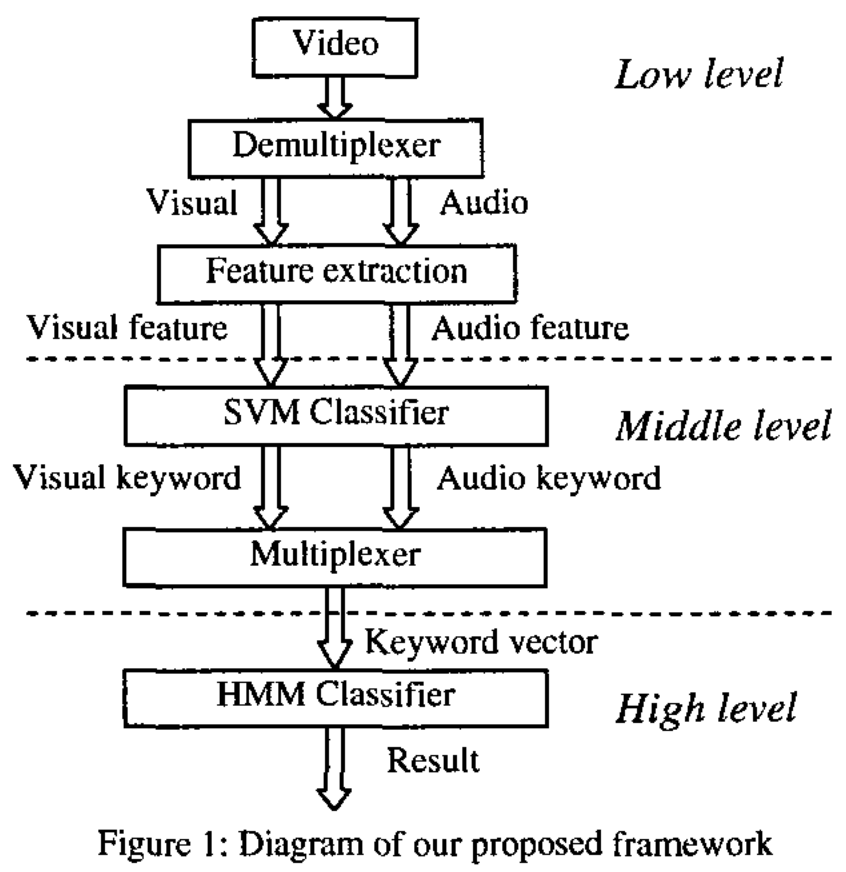 Video
Low level
Demultiplexer
Visual
Audio
Feature extraction
Visual feature
Audio feature
SVM Classifier
Middle level
Visual keyword
Audio keyword
Multiplexer
Keyword vector
HMM Classifier
High level
Result
Figure 1: Diagram of our proposed framework